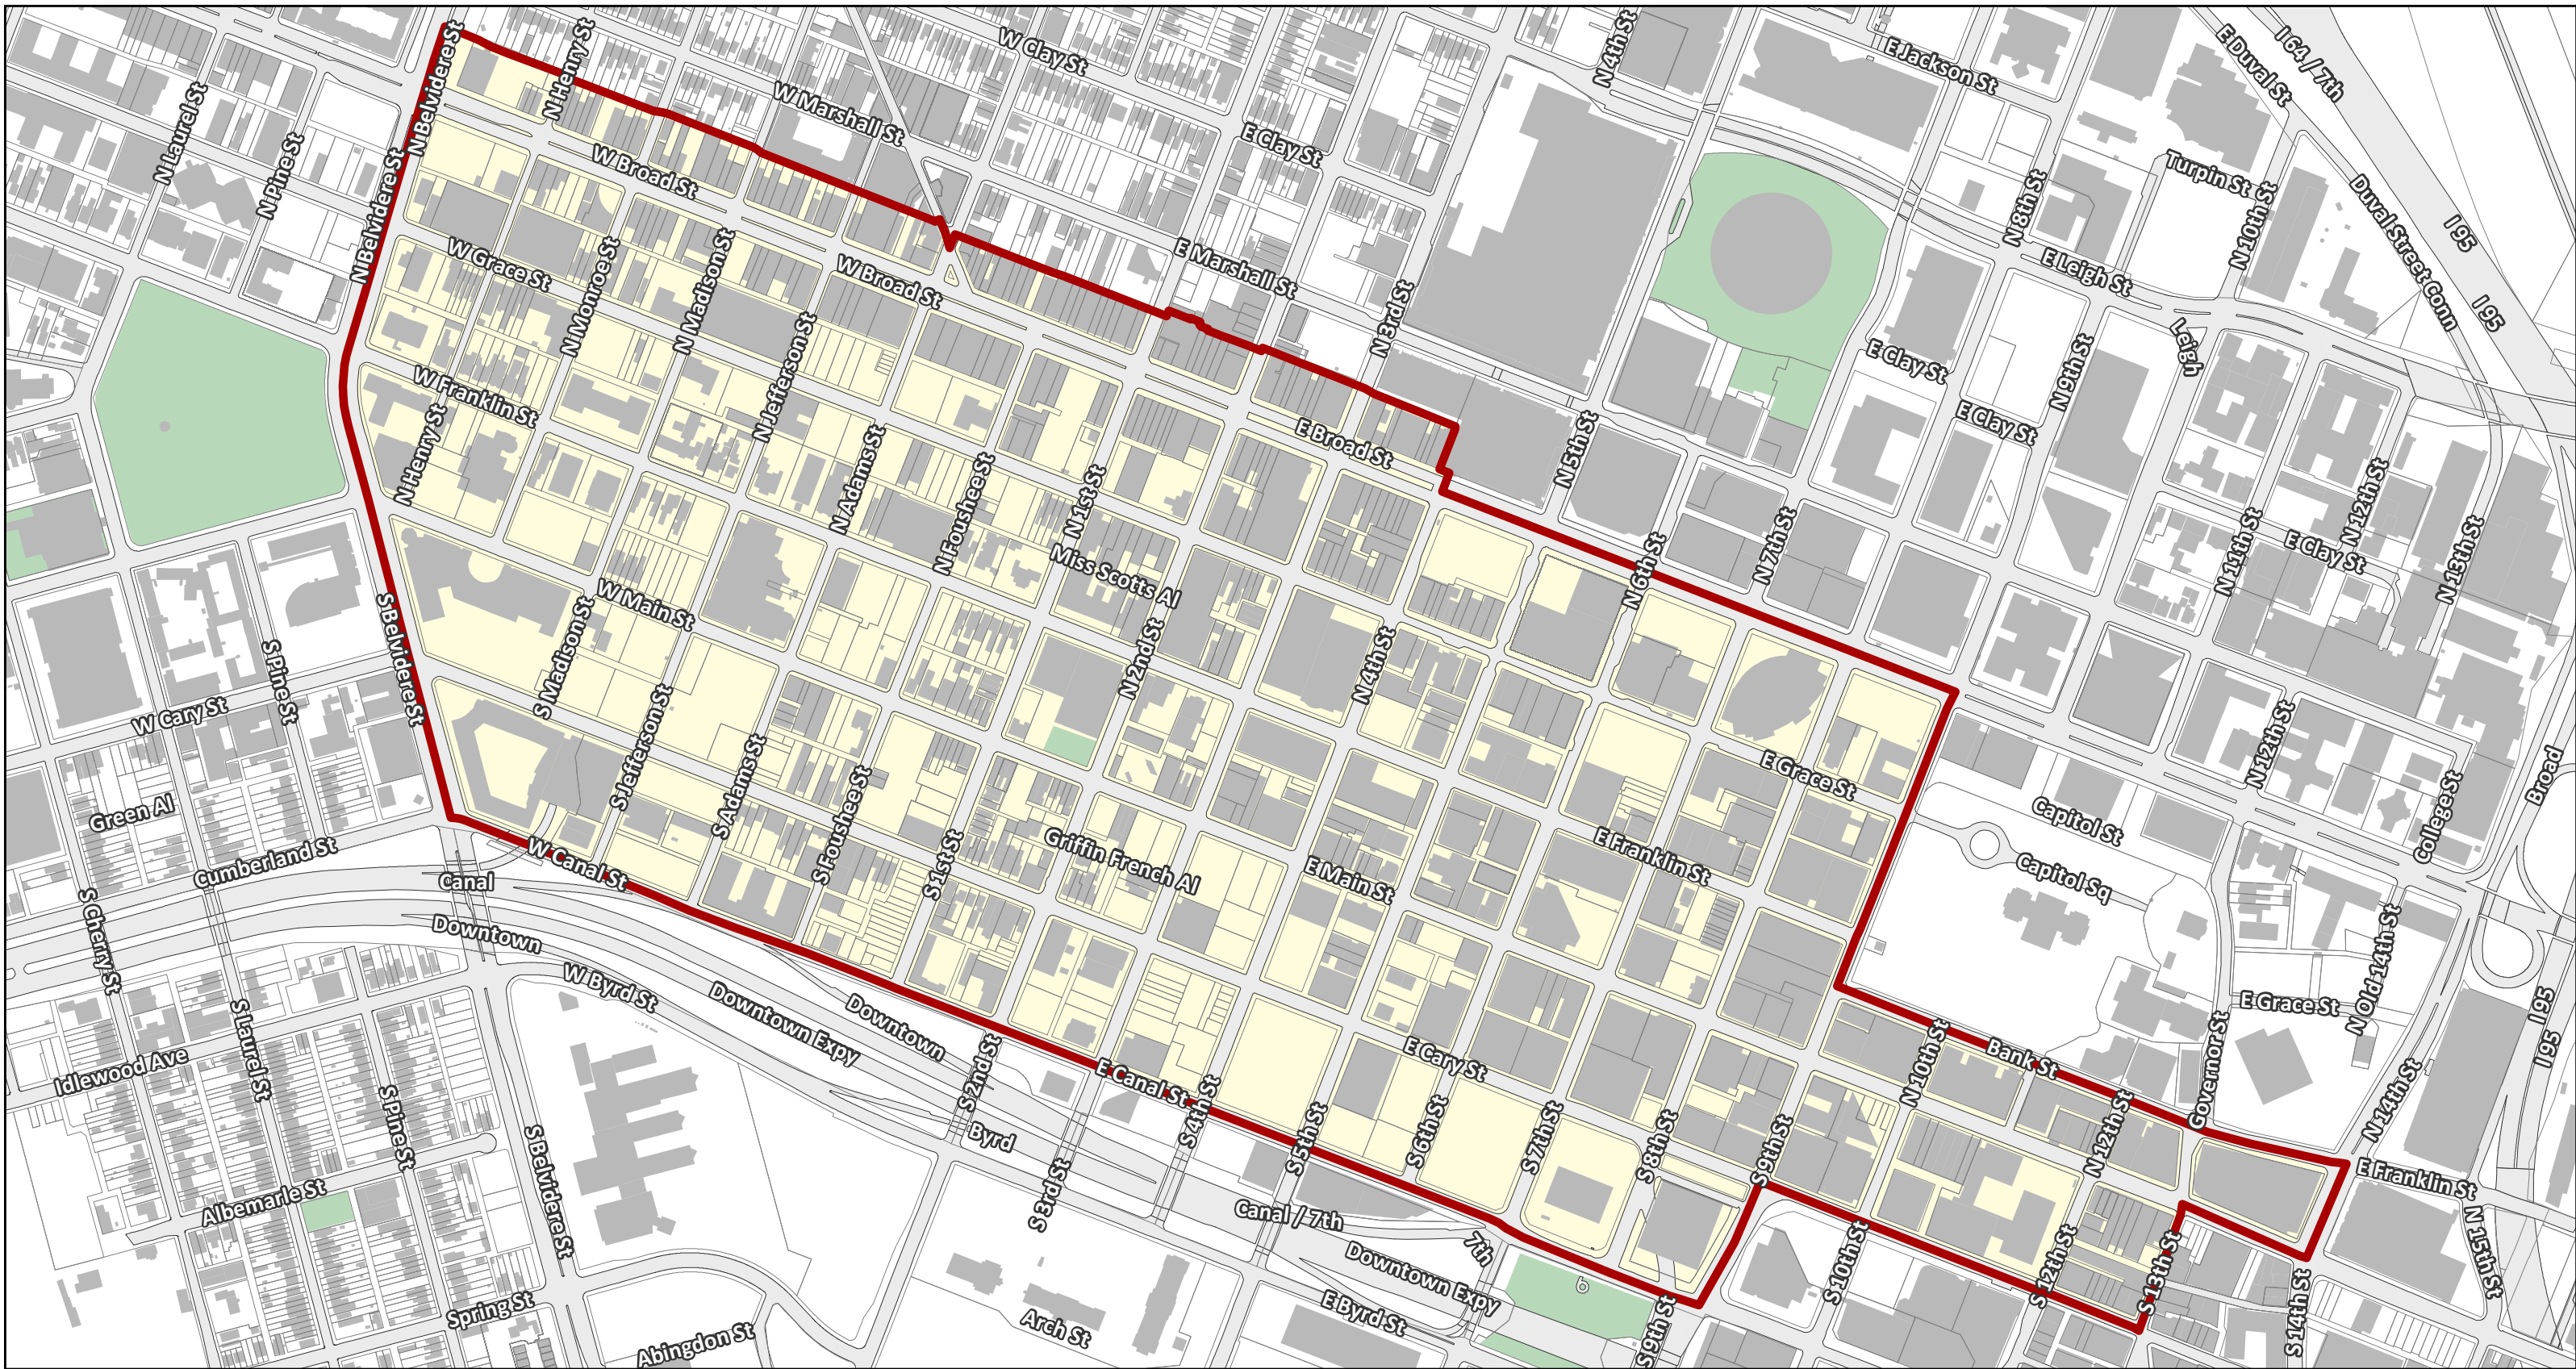 N Belvidere St
N Henry St
W Clay St
N 4th St
E Jackson St
E Duval St
I 64 / 7th
N Laurel St
N Pine St
W Marshall St
E Clay St
Turpin St
N 8th St
N 10th St
Duval Street Conn
I 95
N Belvidere St
W Broad St
W Grace St
N Monroe St
N Madison St
W Broad St
E Marshall St
N 3rd St
E Leigh St
I 95
Leigh
N Jefferson St
E Clay St
N 9th St
W Franklin St
N Henry St
E Broad St
E Clay St
N 5th St
N Adams St
N Foushee St
N 1st St
N 12th St
N 11th St
E Clay St
N 13th St
Miss Scotts Al
N 6th St
N 7th St
W Main St
S Belvidere St
S Madison St
S Pine St
N 2nd St
N 4th St
W Cary St
S Jefferson St
S Adams St
S Foushee St
E Grace St
N 12th St
Broad
College St
Green Al
Capitol St
Cumberland St
W Canal St
Canal
S 1st St
Griffin French Al
E Main St
E Franklin St
Capitol Sq
S Cherry St
Downtown
N Old 14th St
W Byrd St
Downtown Expy
Downtown
E Grace St
I 95
I 95
S Laurel St
Idlewood Ave
S Pine St
S 2nd St
E Canal St
E Cary St
N 10th St
Bank St
Governor St
N 14th St
S Belvidere St
Byrd
S 3rd St
S 4th St
S 5th St
S 6th St
S 7th St
S 8th St
S 9th St
N 12th St
E Franklin St
Albemarle St
Canal / 7th
7th
Downtown Expy
S 10th St
S 12th St
S 13th St
N 15th St
S 14th St
Spring St
Abingdon St
Arch St
E Byrd St
S 9th St